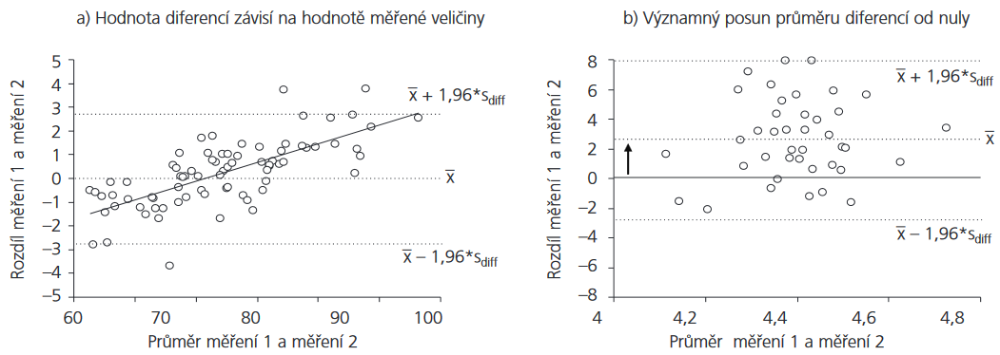 a) Hodnota diferencí závisí na hodnotě měřené veličiny
5
4
3
2
1
0
−1
−2
−3
−4
−5
Rozdíl měření 1 a měření 2
x̅ + 1,96*sdiff
x̅
x̅ − 1,96*sdiff
60 70 80 90 100
Průměr měření 1 a měření 2
b) Významný posun průměru diferencí od nuly
8
6
4
2
0
−2
−4
−6
−8
Rozdíl měření 1 a měření 2
x̅ + 1,96*sdiff
x̅
x̅ − 1,96*sdiff
4 4,2 4,4 4,6 4,8
Průměr měření 1 a měření 2